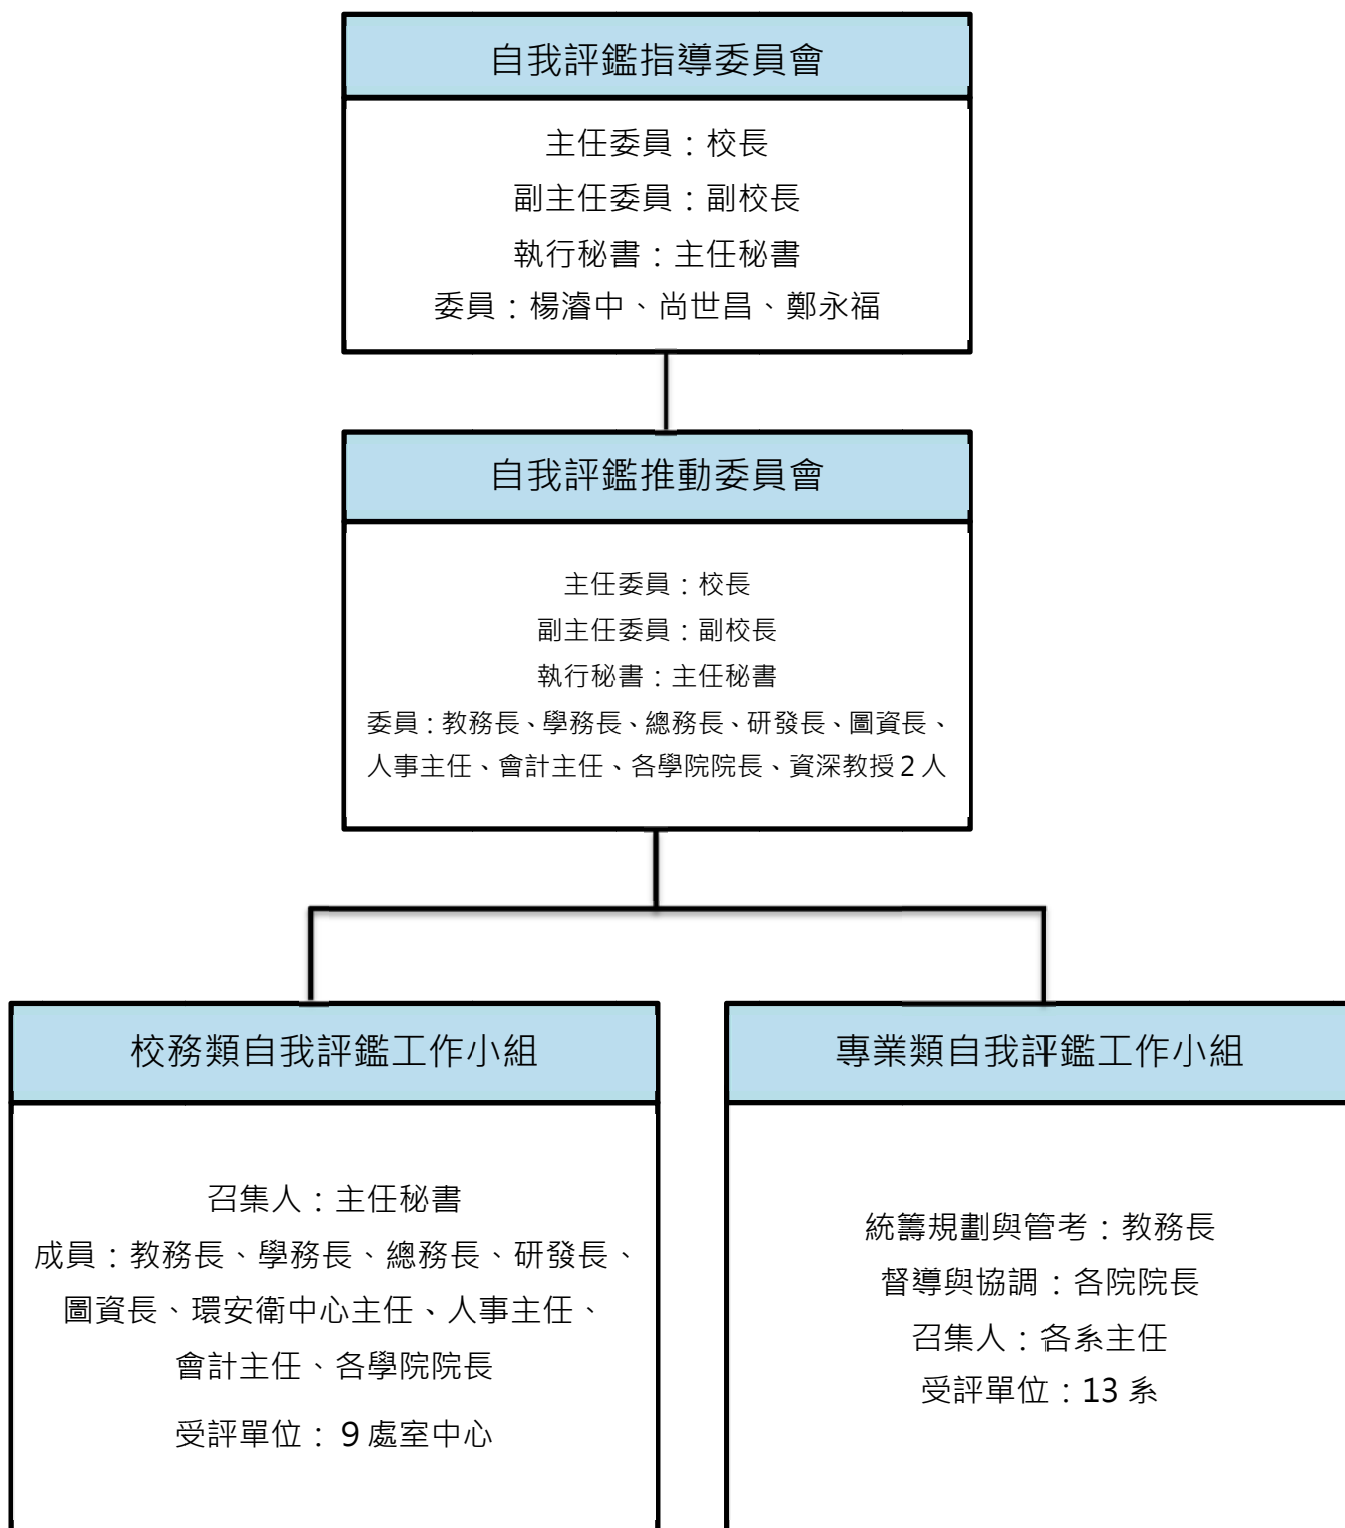 自我評鑑指導委員會
主任委員：校長
副主任委員：副校長
執行秘書：主任秘書
委員：楊濬中、尚世昌、鄭永福
自我評鑑推動委員會
主任委員：校長
副主任委員：副校長
執行秘書：主任秘書
委員：教務長、學務長、總務長、研發長、圖資長、
人事主任、會計主任、各學院院長、資深教授2人
校務類自我評鑑工作小組
召集人：主任秘書
成員：教務長、學務長、總務長、研發長、
圖資長、環安衛中心主任、人事主任、
會計主任、各學院院長
受評單位：9處室中心
專業類自我評鑑工作小組
統籌規劃與管考：教務長
督導與協調：各院院長
召集人：各系主任
受評單位：13系